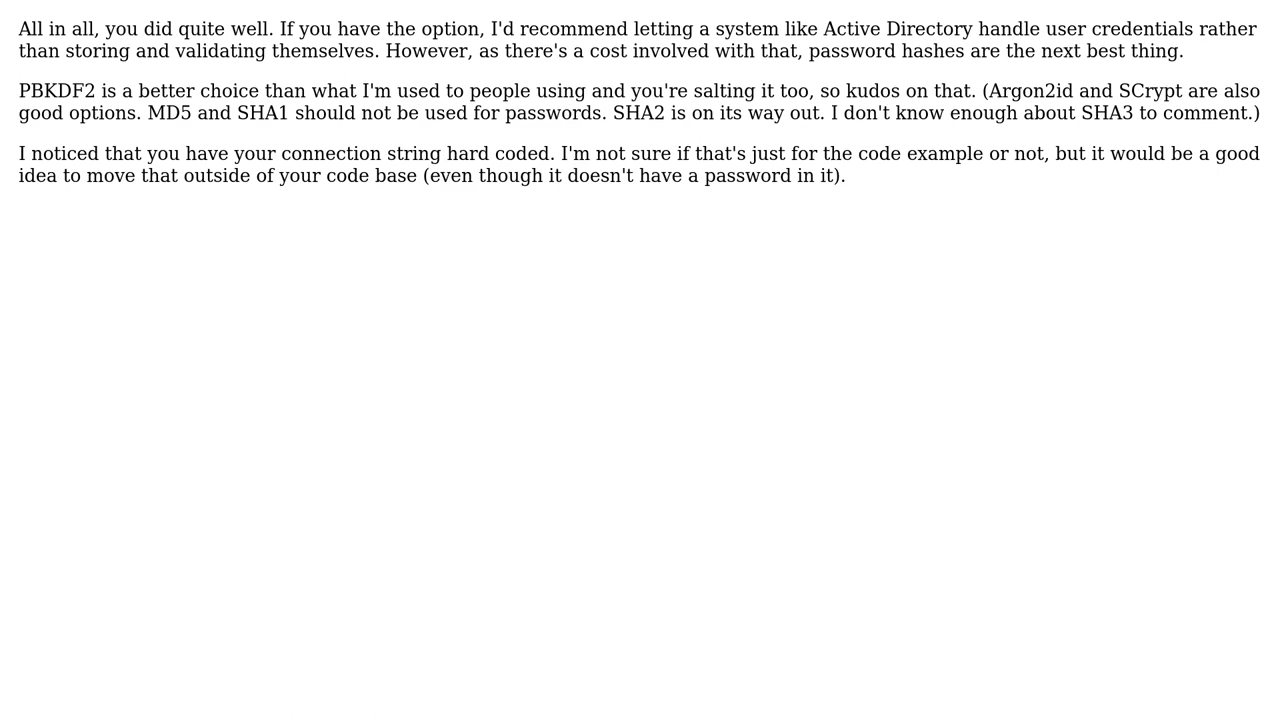 All in all, you did quite well. If you have the option, I'd recommend letting a system like Active Directory handle user credentials rather
than storing and validating themselves. However, as there's a cost involved with that, password hashes are the next best thing.
PBKDF2 is a better choice than what I'm used to people using and you're salting it too, so kudos on that. (Argon2id and SCrypt are also
good options. MD5 and SHA1 should not be used for passwords. SHA2 is on its way out. I don't know enough about SHA3 to comment.)
I noticed that you have your connection string hard coded. I'm not sure if that's just for the code example or not, but it would be a good
idea to move that outside of your code base (even though it doesn't have a password in it).